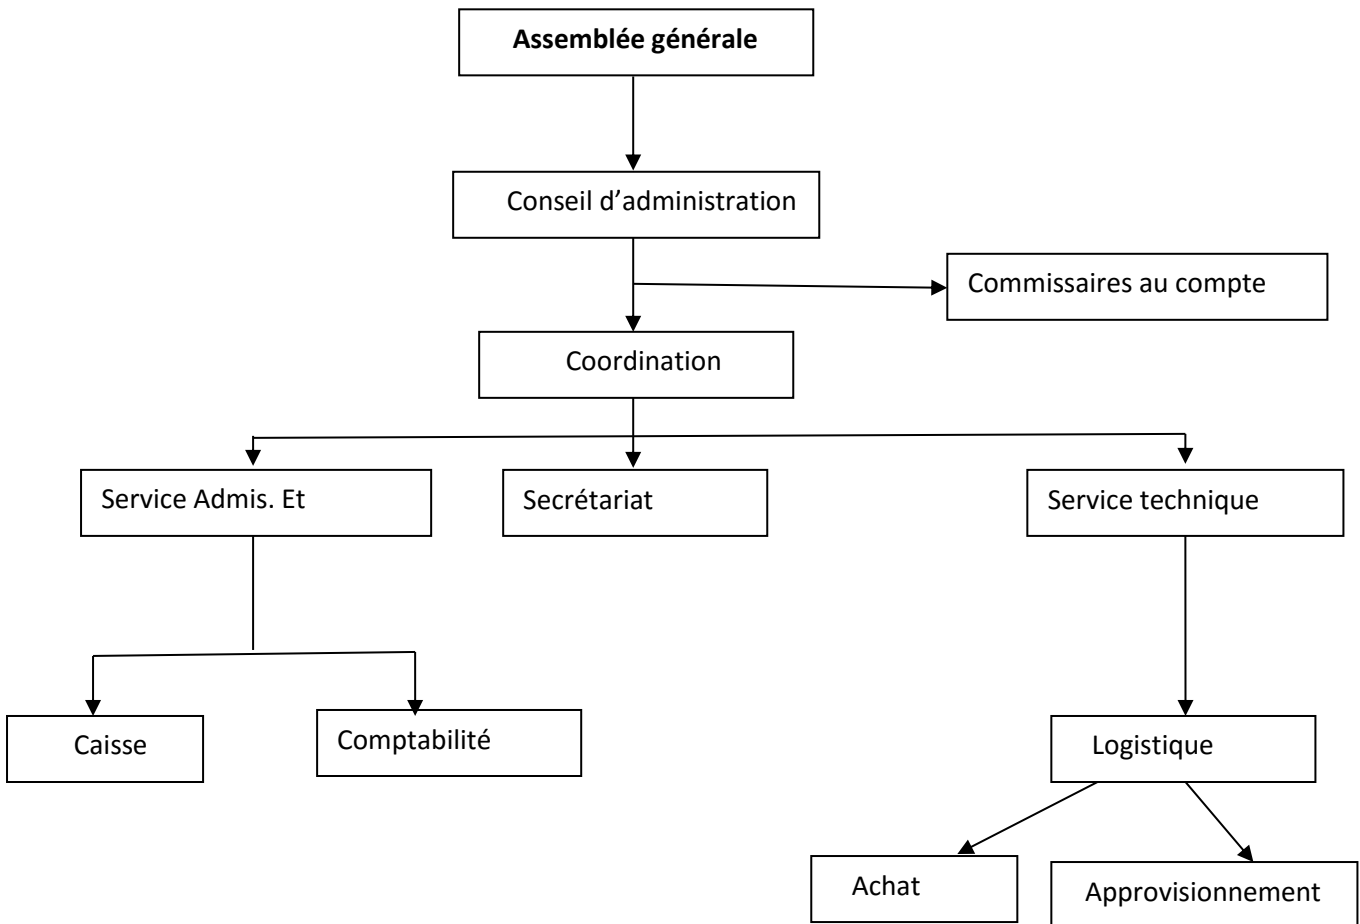 Assemblée générale
Conseil d’administration
Commissaires au compte
Coordination
Service Admis. Et
Secrétariat
Service technique
Caisse
Comptabilité
Logistique
Achat
Approvisionnement